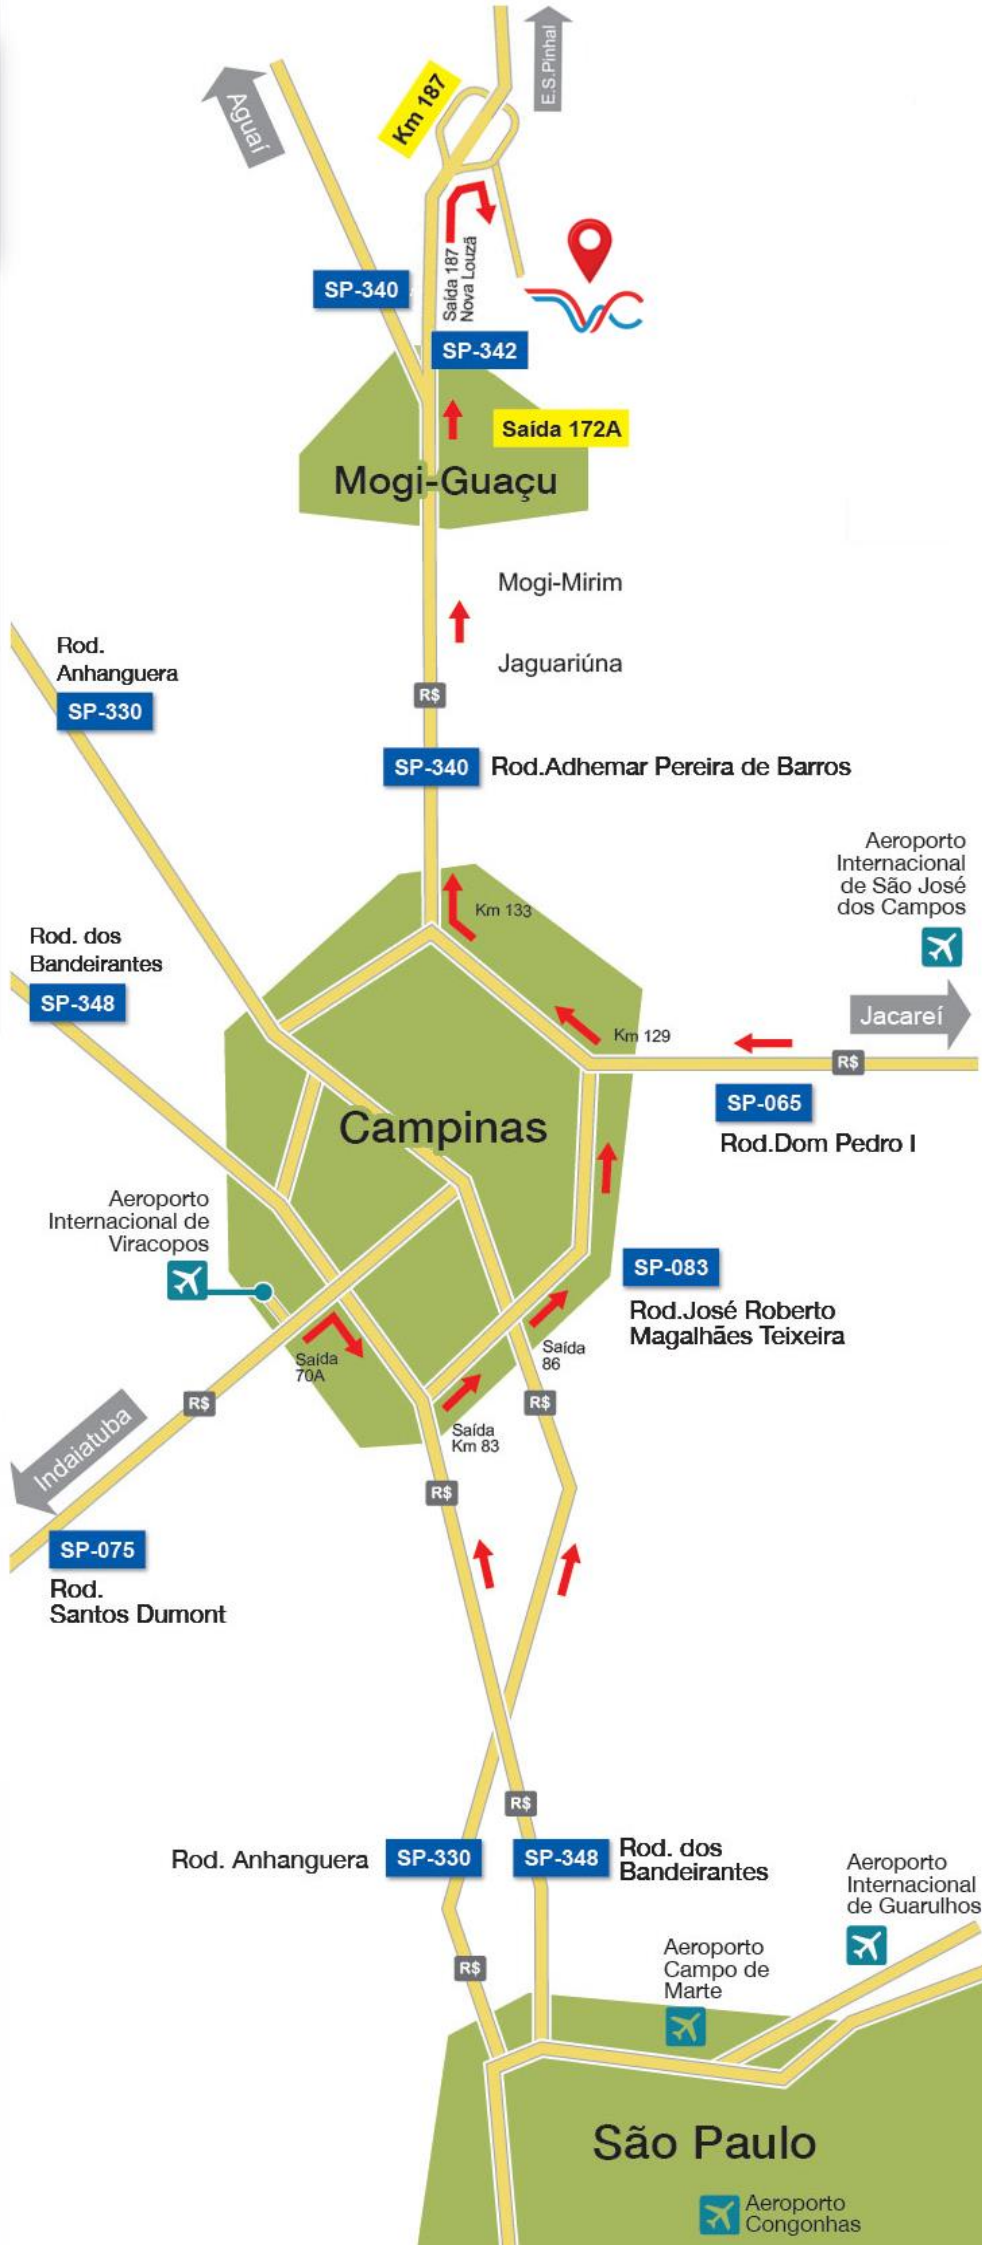 E.S.Pinhal
Km 187
Aguaí
Saída 187
Nova Louzã
SP-340
VC
SP-342
Saída 172A
Mogi-Guaçu
Mogi-Mirim
Jaguariúna
Rod.
Anhanguera
SP-330
R$
SP-340
Rod.Adhemar Pereira de Barros
Aeroporto
Internacional
de São José
dos Campos
Km 133
Rod. dos
Bandeirantes
SP-348
Jacareí
Km 129
R$
SP-065
Rod.Dom Pedro I
Campinas
Aeroporto
Internacional de
Viracopos
SP-083
Rod.José Roberto
Magalhães Teixeira
Saída
70A
Saída
86
R$
R$
Saída
Km 83
Indaiatuba
R$
SP-075
Rod.
Santos Dumont
R$
Rod. Anhanguera
SP-330
SP-348
Rod. dos
Bandeirantes
Aeroporto
Internacional
de Guarulhos
R$
Aeroporto
Campo de
Marte
São Paulo
Aeroporto
Congonhas